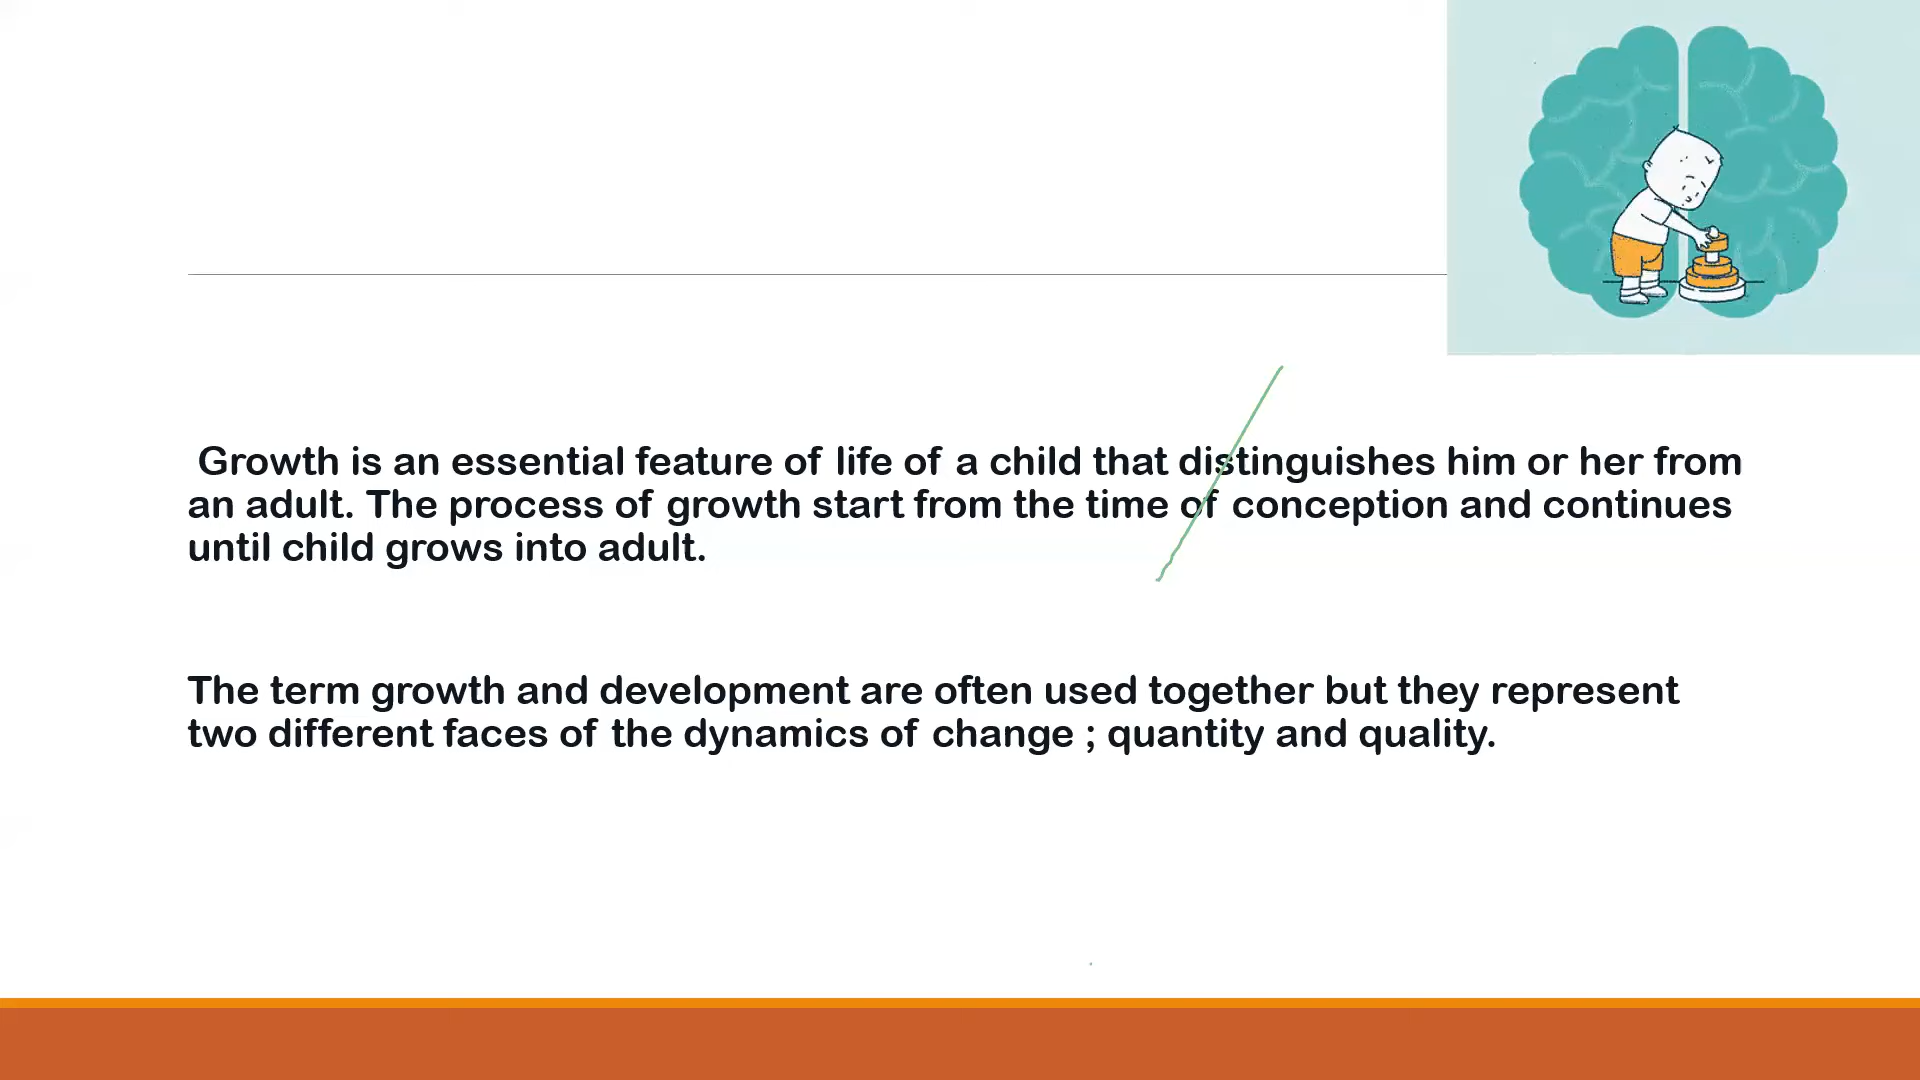 Growth is an essential feature of life of a child that distinguishes him or her from
an adult. The process of growth start from the time of conception and continues
until child grows into adult.
The term growth and development are often used together but they represent
two different faces of the dynamics of change ; quantity and quality.